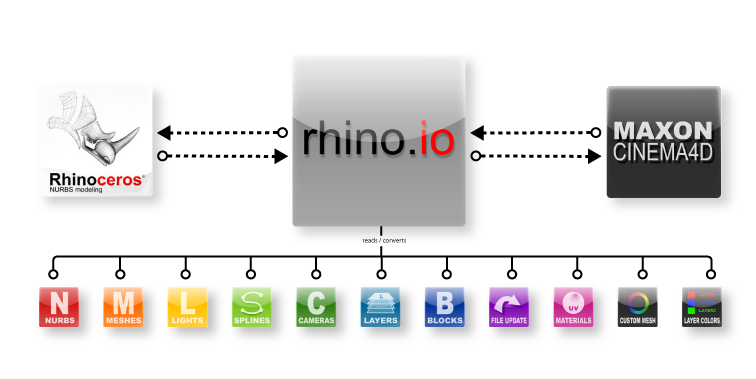 Rhinoceros®
NURBS modeling
rhino.io
MAXON
CINEMA4D
reads / converts
N
NURBS
M
MESHES
L
LIGHTS
S
SPLINES
C
CAMERAS
LAYERS
B
BLOCKS
FILE UPDATE
UV
MATERIALS
CUSTOM MESH
LAYERS
LAYER COLORS